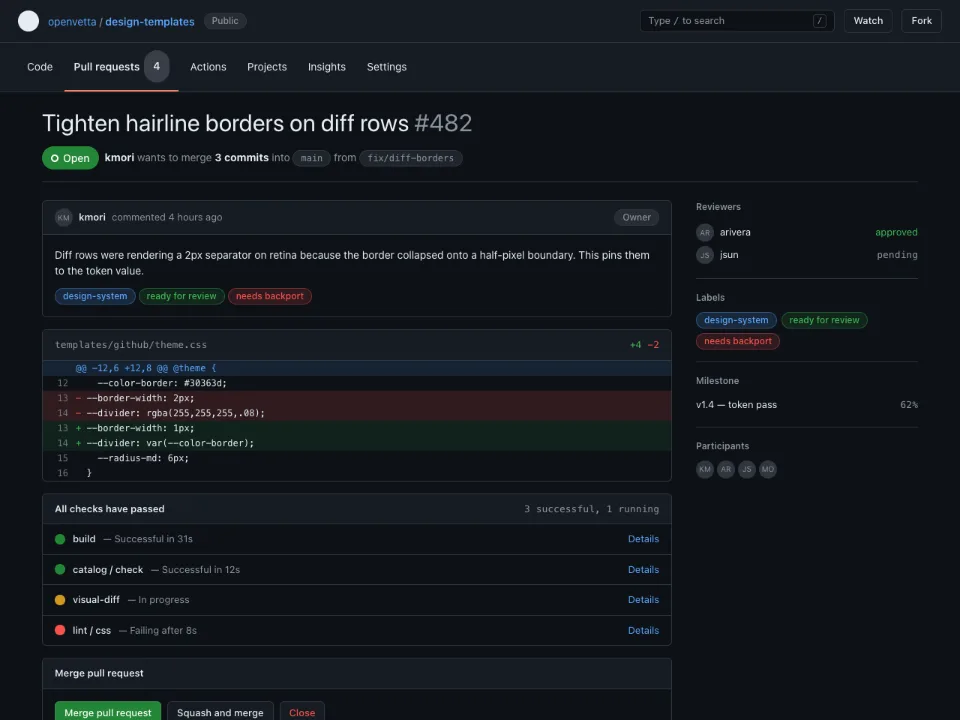 openvetta / design-templates Public Type / to search / Watch Fork
Code Pull requests 4 Actions Projects Insights Settings
Tighten hairline borders on diff rows #482
Open kmori wants to merge 3 commits into main from fix/diff-borders
KM kmori commented 4 hours ago Owner
Diff rows were rendering a 2px separator on retina because the border collapsed onto a half-pixel boundary. This pins them
to the token value.
design-system ready for review needs backport
templates/github/theme.css +4 −2
@@ −12,6 +12,8 @@ @theme {
12 --color-border: #30363d;
13 − --border-width: 2px;
14 − --divider: rgba(255,255,255,.08);
13 + --border-width: 1px;
14 + --divider: var(--color-border);
15 --radius-md: 6px;
16 }
All checks have passed 3 successful, 1 running
build — Successful in 31s Details
catalog / check — Successful in 12s Details
visual-diff — In progress Details
lint / css — Failing after 8s Details
Merge pull request
Merge pull request Squash and merge Close
Reviewers
AR arivera approved
JS jsun pending
Labels
design-system ready for review
needs backport
Milestone
v1.4 — token pass 62%
Participants
KM AR JS MO